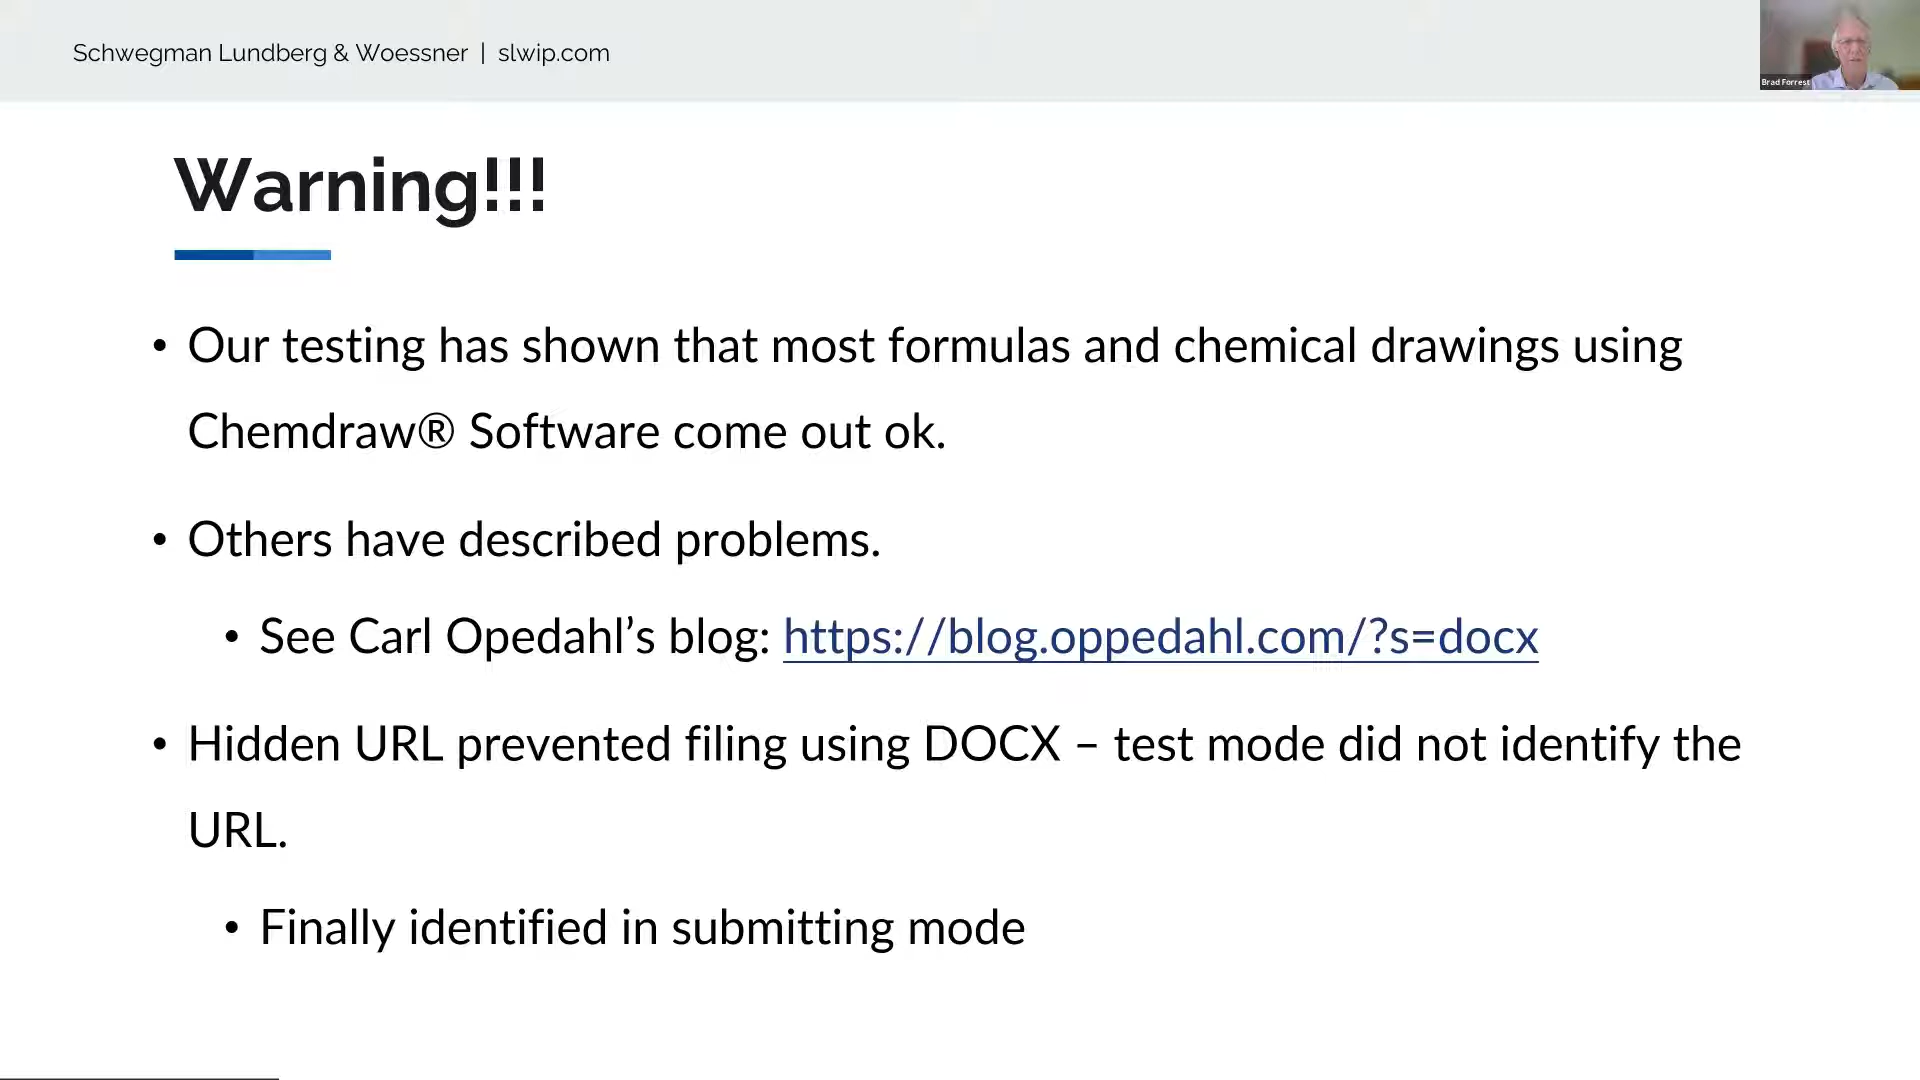 Schwegman Lundberg & Woessner | slwip.com
Brad Forrest
Warning!!!
• Our testing has shown that most formulas and chemical drawings using
Chemdraw® Software come out ok.
• Others have described problems.
• See Carl Opedahl’s blog: https://blog.oppedahl.com/?s=docx
• Hidden URL prevented filing using DOCX – test mode did not identify the
URL.
• Finally identified in submitting mode